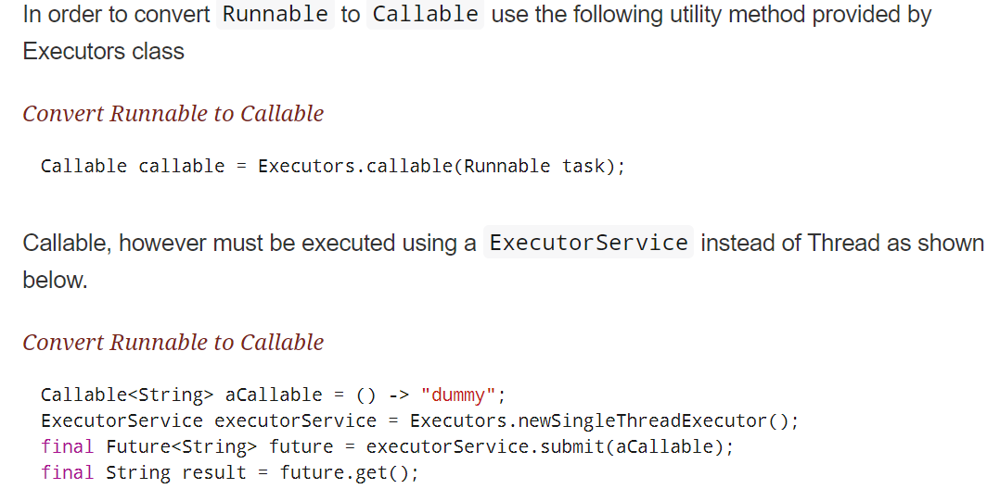 In order to convert Runnable to Callable use the following utility method provided by
Executors class
Convert Runnable to Callable
Callable callable = Executors.callable(Runnable task);
Callable, however must be executed using a ExecutorService instead of Thread as shown
below.
Convert Runnable to Callable
Callable<String> aCallable = () -> "dummy";
ExecutorService executorService = Executors.newSingleThreadExecutor();
final Future<String> future = executorService.submit(aCallable);
final String result = future.get();